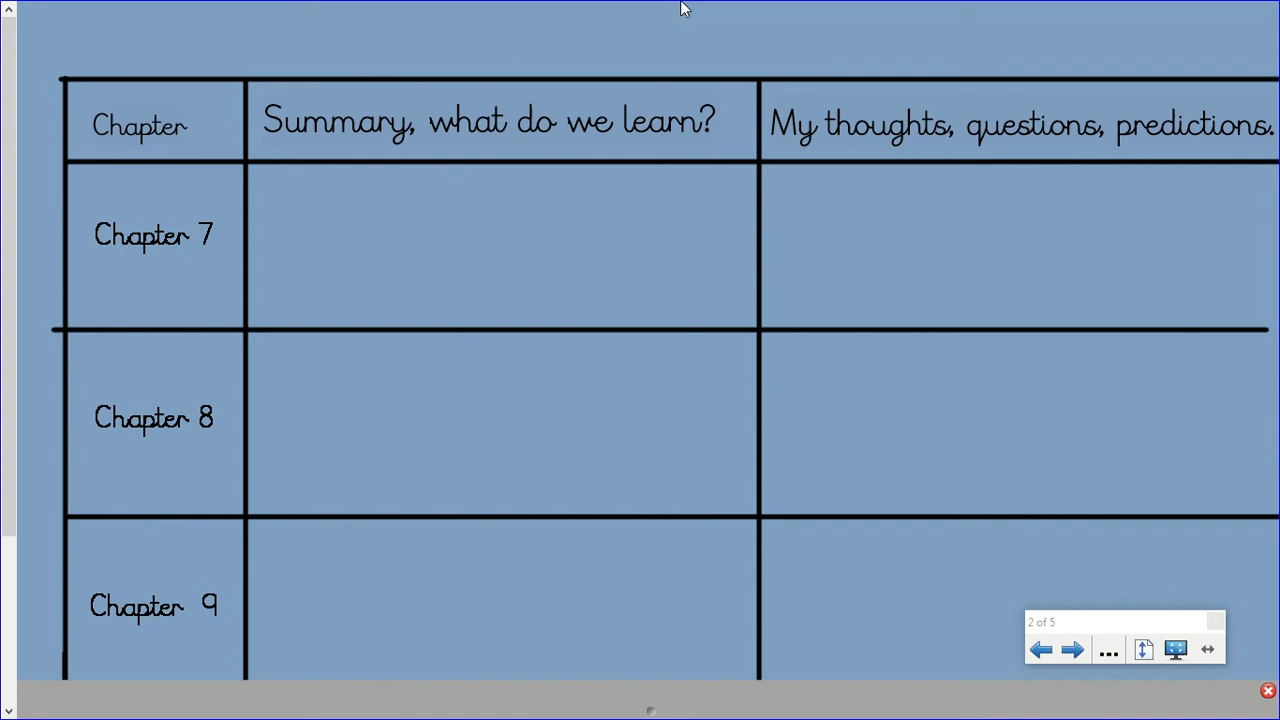 Chapter
Summary, what do we learn?
My thoughts, questions, predictions.
Chapter 7
Chapter 8
Chapter 9
2 of 5